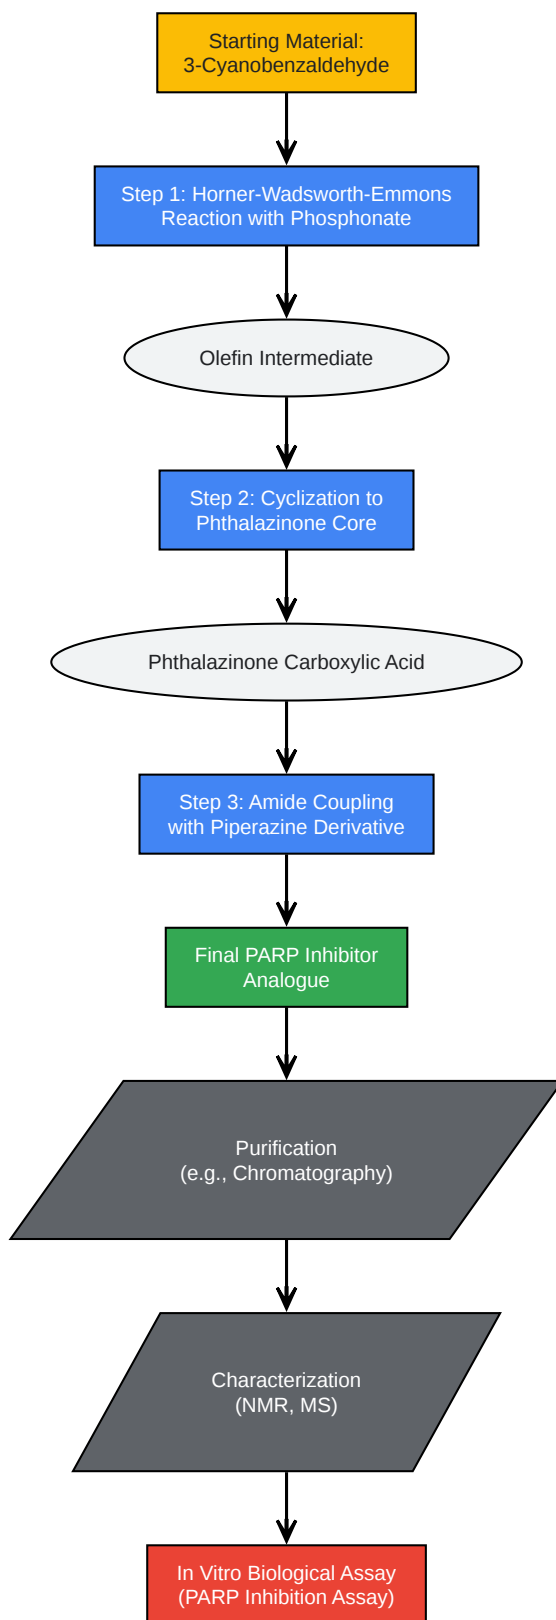 Starting Material:
3-Cyanobenzaldehyde
Step 1: Horner-Wadsworth-Emmons
Reaction with Phosphonate
Olefin Intermediate
Step 2: Cyclization to
Phthalazinone Core
Phthalazinone Carboxylic Acid
Step 3: Amide Coupling
with Piperazine Derivative
Final PARP Inhibitor
Analogue
Purification
(e.g., Chromatography)
Characterization
(NMR, MS)
In Vitro Biological Assay
(PARP Inhibition Assay)